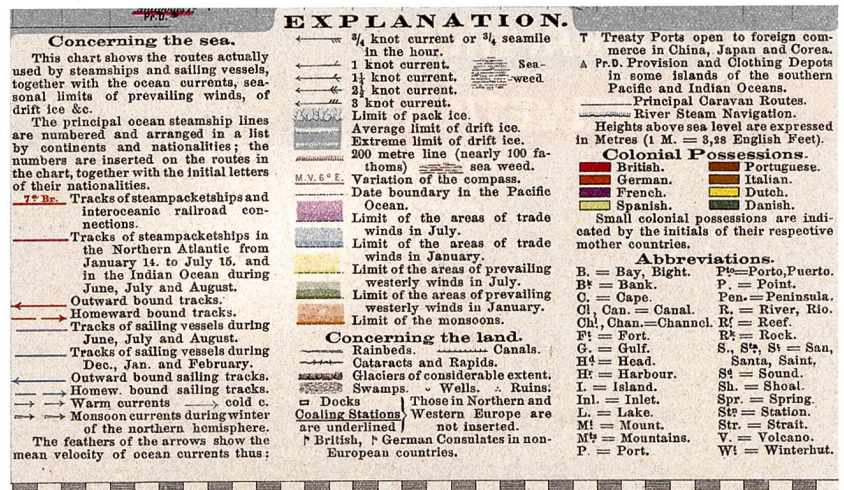 Pr.D.
EXPLANATION.
Concerning the sea.
This chart shows the routes actually
used by steamships and sailing vessels,
together with the ocean currents, sea-
sonal limits of prevailing winds, of
drift ice &c.
The principal ocean steamship lines
are numbered and arranged in a list
by continents and nationalities; the
numbers are inserted on the routes in
the chart, together with the initial letters
of their nationalities.
7a Br. Tracks of steampacketships and
interoceanic railroad con-
nections.
Tracks of steampacketships in
the Northern Atlantic from
January 14. to July 15. and
in the Indian Ocean during
June, July and August.
Outward bound tracks.
Homeward bound tracks.
Tracks of sailing vessels during
June, July and August.
Tracks of sailing vessels during
Dec., Jan. and February.
Outward bound sailing tracks.
Homew. bound sailing tracks.
Warm currents cold c.
Monsoon currents during winter
of the northern hemisphere.
The feathers of the arrows show the
mean velocity of ocean currents thus:
3/4 knot current or 3/4 seamile
in the hour.
1 knot current.
1½ knot current.
2½ knot current.
3 knot current.
Sea-
weed.
Limit of pack ice.
Average limit of drift ice.
Extreme limit of drift ice.
200 metre line (nearly 100 fa-
thoms) sea weed.
M.V. 6° E. Variation of the compass.
Date boundary in the Pacific
Ocean.
Limit of the areas of trade
winds in July.
Limit of the areas of trade
winds in January.
Limit of the areas of prevailing
westerly winds in July.
Limit of the areas of prevailing
westerly winds in January.
Limit of the monsoons.
Concerning the land.
Rainbeds. Canals.
Cataracts and Rapids.
Glaciers of considerable extent.
Swamps. Wells. Ruins.
Docks
Coaling Stations
are underlined
Those in Northern and
Western Europe are
not inserted.
British, German Consulates in non-
European countries.
T Treaty Ports open to foreign com-
merce in China, Japan and Corea.
Pr.D. Provision and Clothing Depots
in some islands of the southern
Pacific and Indian Oceans.
Principal Caravan Routes.
River Steam Navigation.
Heights above sea level are expressed
in Metres (1 M. = 3,28 English Feet).
Colonial Possessions.
British. Portuguese.
German. Italian.
French. Dutch.
Spanish. Danish.
Small colonial possessions are indi-
cated by the initials of their respective
mother countries.
Abbreviations.
B. = Bay, Bight.
Bk = Bank.
C. = Cape.
Cl, Can. = Canal.
Chl, Chan. = Channel.
Ft = Fort.
G. = Gulf.
Hd = Head.
Hr = Harbour.
I. = Island.
Inl. = Inlet.
L. = Lake.
Mt = Mount.
Mts = Mountains.
P. = Port.
Pto = Porto, Puerto.
P. = Point.
Pen. = Peninsula.
R. = River, Rio.
Rf = Reef.
Rk = Rock.
S., Sta, St = San,
Santa, Saint.
Sd = Sound.
Sh. = Shoal.
Spr. = Spring.
Stn = Station.
Str. = Strait.
V. = Volcano.
Wt = Winterhut.